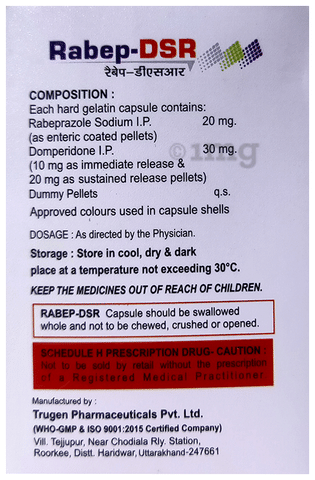 Rabep-DSR
रैबेप-डीएसआर
COMPOSITION :
Each hard gelatin capsule contains:
Rabeprazole Sodium I.P. 20 mg.
(as enteric coated pellets)
Domperidone I.P. 30 mg.
(10 mg as immediate release &
20 mg as sustained release pellets)
Dummy Pellets q.s.
Approved colours used in capsule shells
DOSAGE : As directed by the Physician.
Storage : Store in cool, dry & dark
place at a temperature not exceeding 30°C.
KEEP THE MEDICINES OUT OF REACH OF CHILDREN.
RABEP-DSR Capsule should be swallowed
whole and not to be chewed, crushed or opened.
SCHEDULE H PRESCRIPTION DRUG- CAUTION :
Not to be sold by retail without the prescription
of a Registered Medical Practitioner.
Manufactured by :
Trugen Pharmaceuticals Pvt. Ltd.
(WHO-GMP & ISO 9001:2015 Certified Company)
Vill. Tejjupur, Near Chodiala Rly. Station,
Roorkee, Distt. Haridwar, Uttarakhand-247661
© 1mg